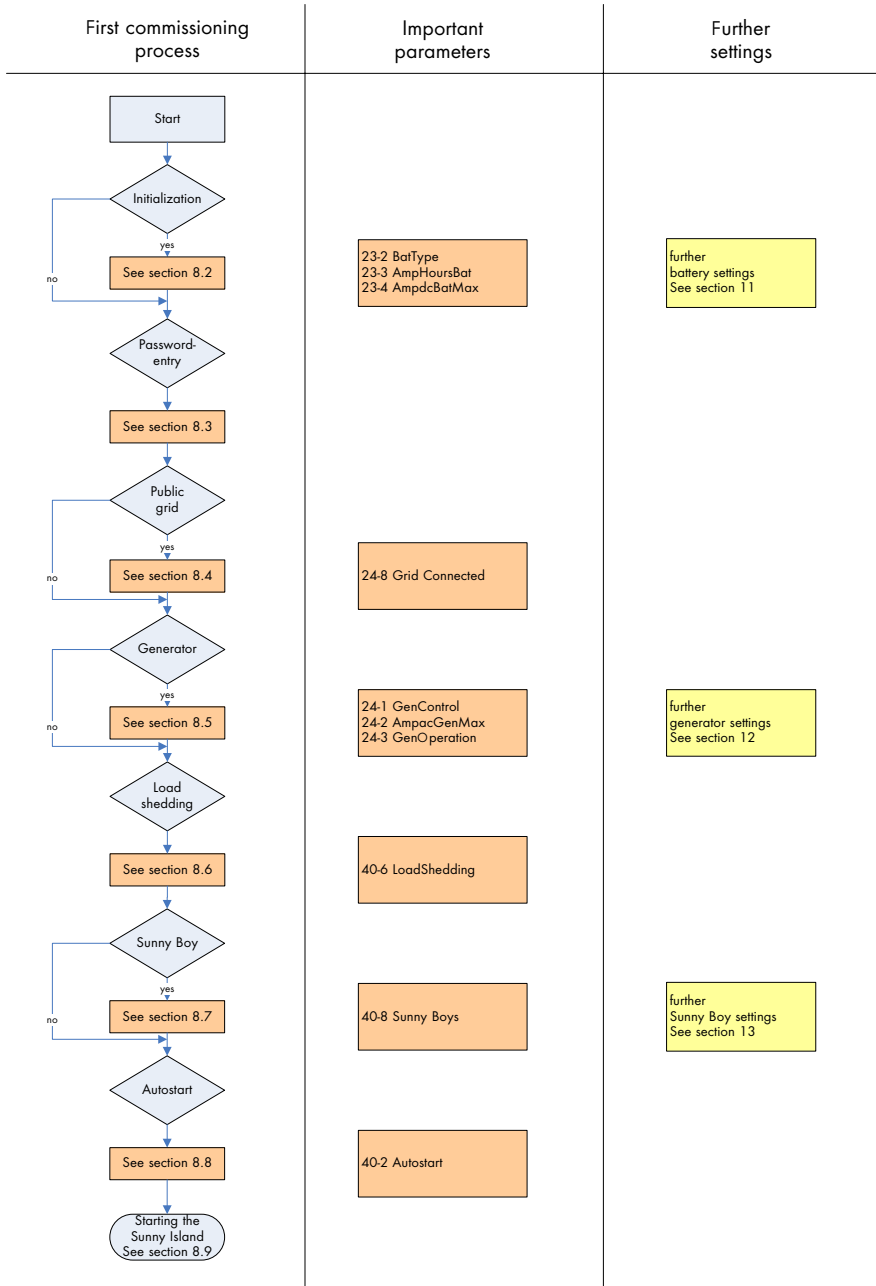 First commissioning
process
Important
parameters
Further
settings
Start
Initialization
yes
no
See section 8.2
23-2 BatType
23-3 AmpHoursBat
23-4 AmpdcBatMax
further
battery settings
See section 11
Password-
entry
See section 8.3
Public
grid
yes
no
See section 8.4
24-8 Grid Connected
Generator
yes
no
See section 8.5
24-1 GenControl
24-2 AmpacGenMax
24-3 GenOperation
further
generator settings
See section 12
Load
shedding
See section 8.6
40-6 LoadShedding
Sunny Boy
yes
no
See section 8.7
40-8 Sunny Boys
further
Sunny Boy settings
See section 13
Autostart
See section 8.8
40-2 Autostart
Starting the
Sunny Island
See section 8.9